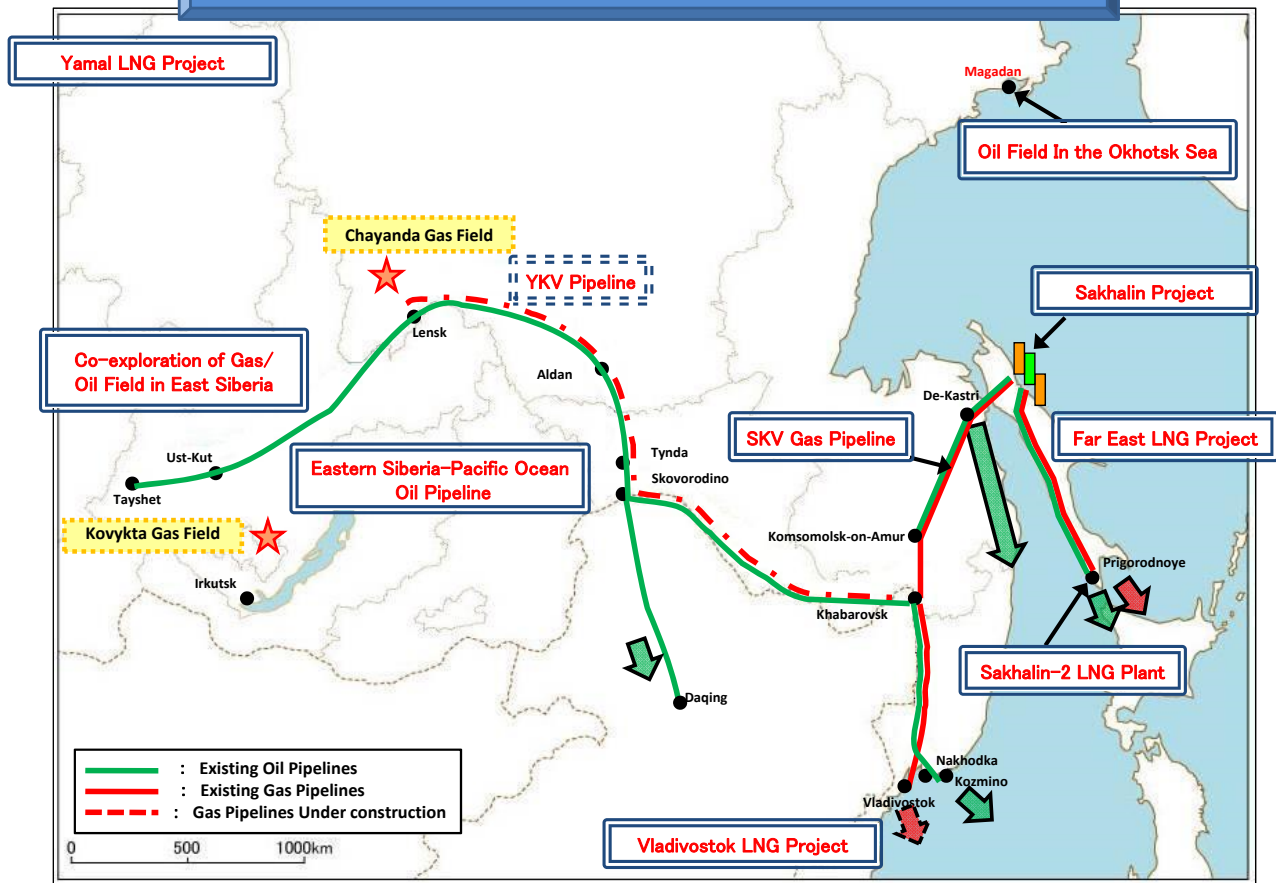 Yamal LNG Project
Magadan
Oil Field In the Okhotsk Sea
Chayanda Gas Field
YKV Pipeline
Sakhalin Project
Lensk
Co-exploration of Gas/
Oil Field in East Siberia
Aldan
De-Kastri
SKV Gas Pipeline
Far East LNG Project
Ust-Kut
Tayshet
Eastern Siberia-Pacific Ocean
Oil Pipeline
Tynda
Skovorodino
Kovykta Gas Field
Komsomolsk-on-Amur
Irkutsk
Prigorodnoye
Khabarovsk
Sakhalin-2 LNG Plant
Daqing
Nakhodka
Kozmino
Vladivostok
Vladivostok LNG Project
: Existing Oil Pipelines
: Existing Gas Pipelines
: Gas Pipelines Under construction
0 500 1000km